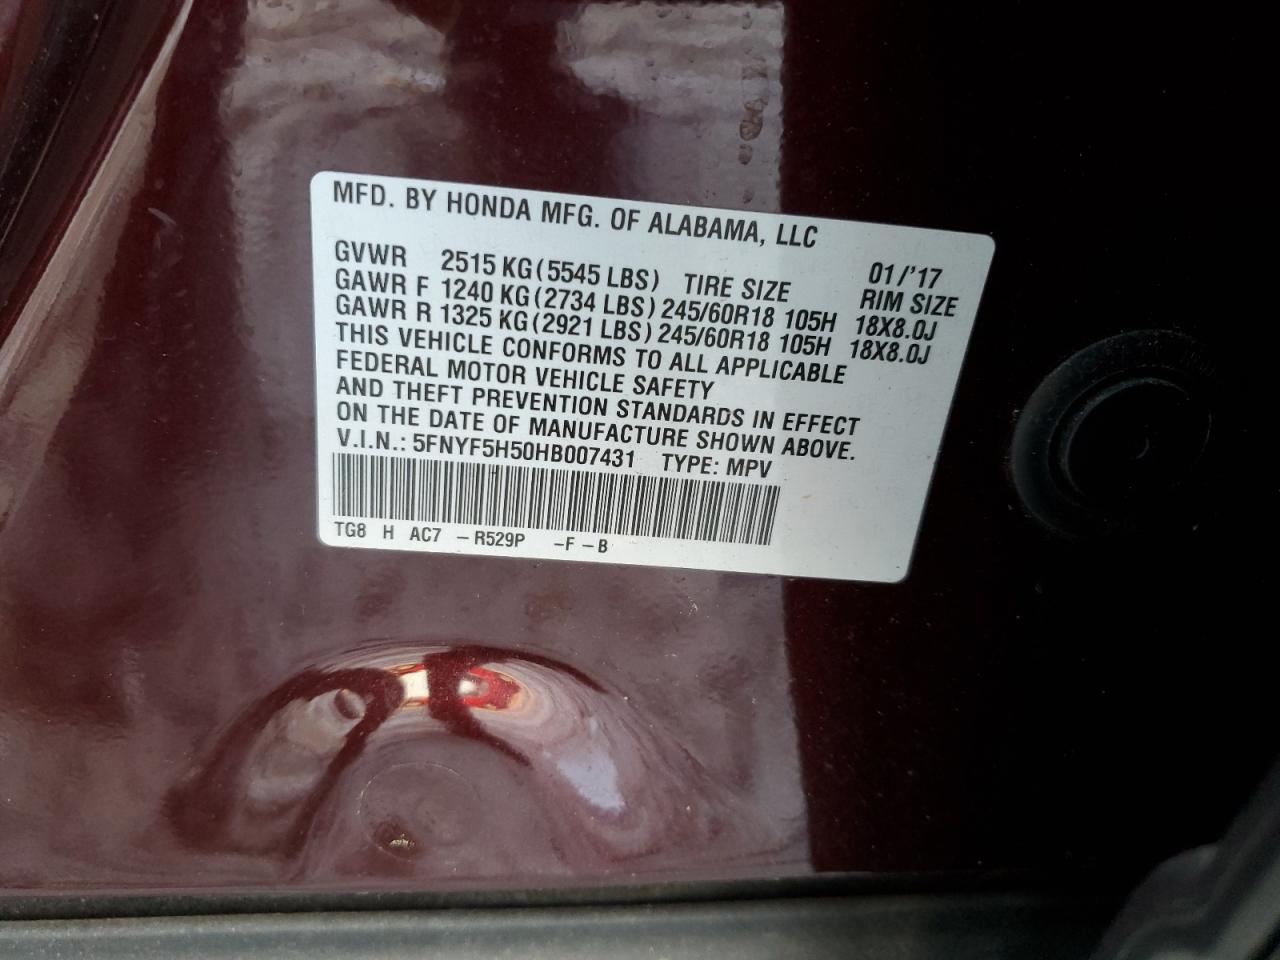 MFD. BY HONDA MFG. OF ALABAMA, LLC
01/'17
GVWR 2515 KG (5545 LBS) TIRE SIZE RIM SIZE
GAWR F 1240 KG (2734 LBS) 245/60R18 105H 18X8.0J
GAWR R 1325 KG (2921 LBS) 245/60R18 105H 18X8.0J
THIS VEHICLE CONFORMS TO ALL APPLICABLE
FEDERAL MOTOR VEHICLE SAFETY
AND THEFT PREVENTION STANDARDS IN EFFECT
ON THE DATE OF MANUFACTURE SHOWN ABOVE.
V.I.N.: 5FNYF5H50HB007431 TYPE: MPV
TG8 H AC7 – R529P – F – B